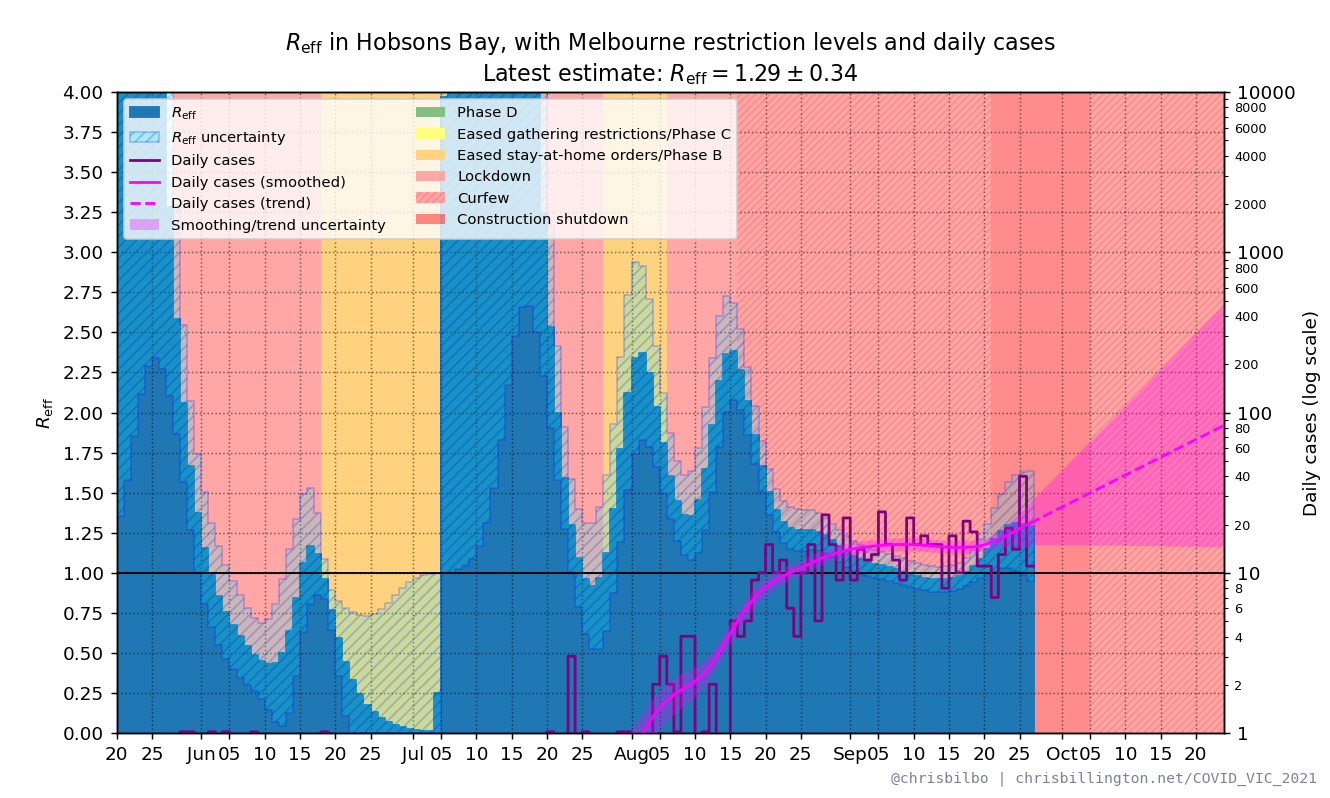 R_eff in Hobsons Bay, with Melbourne restriction levels and daily cases
Latest estimate: R_eff = 1.29 ± 0.34
R_eff
R_eff uncertainty
Daily cases
Daily cases (smoothed)
Daily cases (trend)
Smoothing/trend uncertainty
Phase D
Eased gathering restrictions/Phase C
Eased stay-at-home orders/Phase B
Lockdown
Curfew
Construction shutdown
R_eff
4.00
3.75
3.50
3.25
3.00
2.75
2.50
2.25
2.00
1.75
1.50
1.25
1.00
0.75
0.50
0.25
0.00
10000
8000
6000
4000
2000
1000
800
600
400
200
100
80
60
40
20
10
8
6
4
2
1
Daily cases (log scale)
20 25 Jun 05 10 15 20 25 Jul 05 10 15 20 25 Aug 05 10 15 20 25 Sep 05 10 15 20 25 Oct 05 10 15 20
@chrisbilbo | chrisbillington.net/COVID_VIC_2021